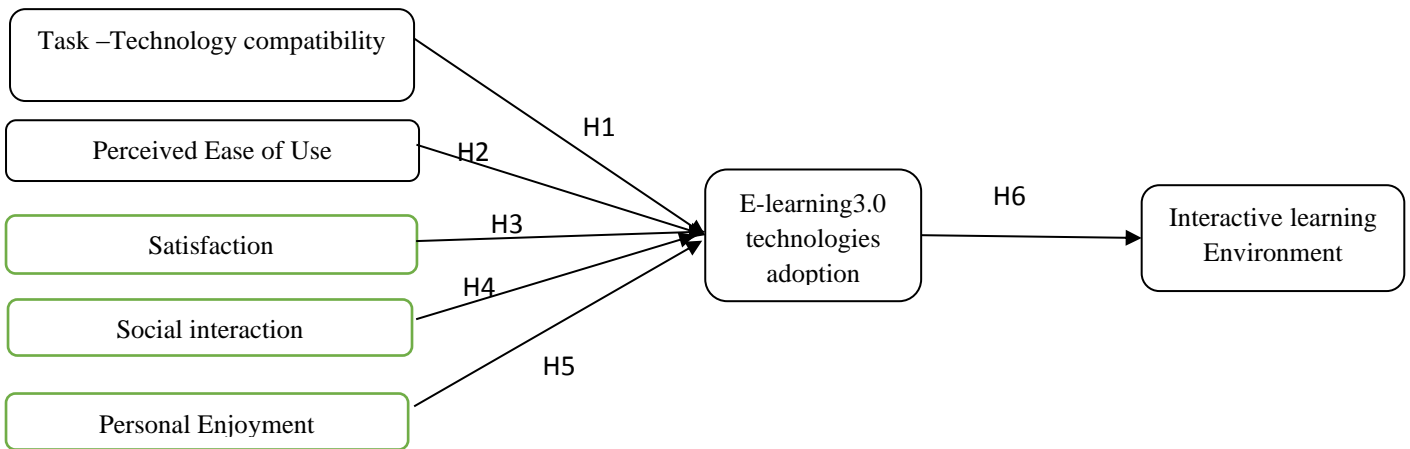 Task –Technology compatibility
H1
Perceived Ease of Use
H2
Satisfaction
H3
Social interaction
H4
Personal Enjoyment
H5
E-learning3.0
technologies
adoption
H6
Interactive learning
Environment